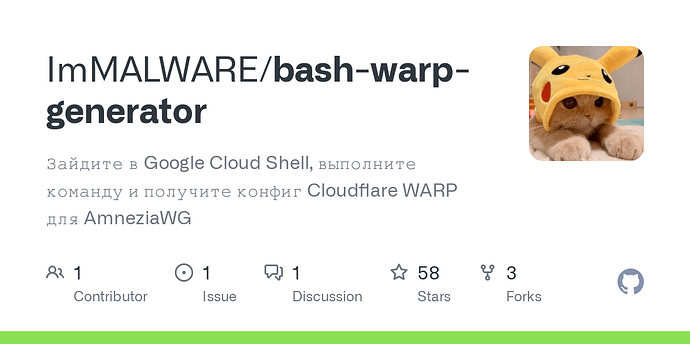 ImMALWARE/bash-warp-
generator
Зайдите в Google Cloud Shell, выполните
команду и получите конфиг Cloudflare WARP
для AmneziaWG
1 1 1 58 3
Contributor Issue Discussion Stars Forks